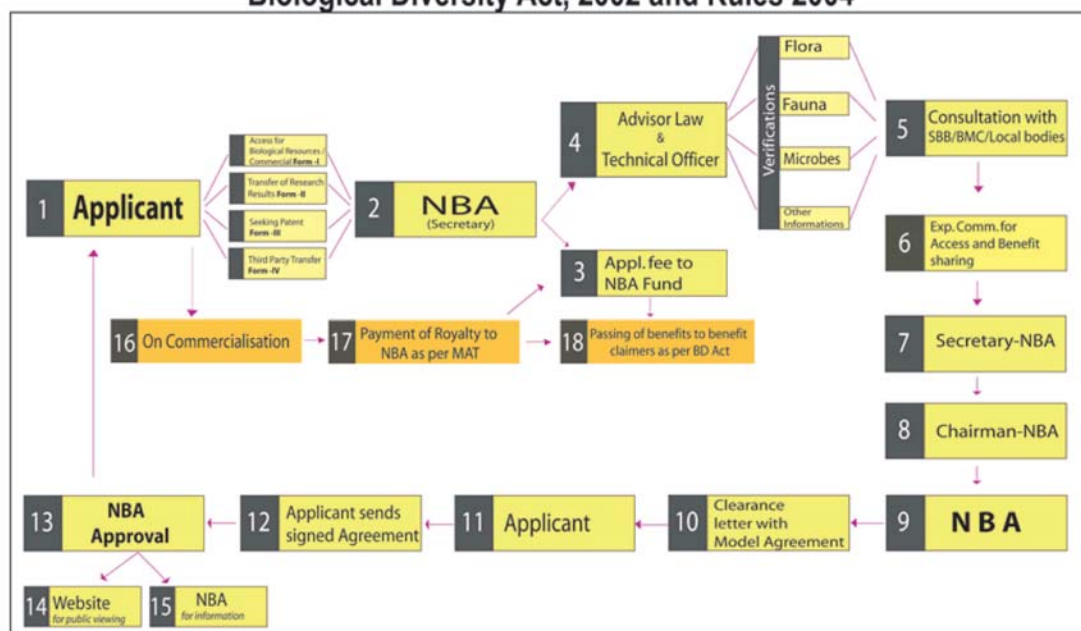 Biological Diversity Act, 2002 and Rules 2004
1
Applicant
Access for
Biological Resources /
Commercial Form -I
Transfer of Research
Results Form -II
Seeking Patent
Form -III
Third Party Transfer
Form -IV
2
NBA
(Secretary)
3
Appl. fee to
NBA Fund
4
Advisor Law
&
Technical Officer
Verifications
Flora
Fauna
Microbes
Other
Informations
5
Consultation with
SBB/BMC/Local bodies
6
Exp. Comm. for
Access and Benefit
sharing
7
Secretary-NBA
8
Chairman-NBA
9
NBA
10
Clearance
letter with
Model Agreement
11
Applicant
12
Applicant sends
signed Agreement
13
NBA
Approval
14
Website
for public viewing
15
NBA
for information
16
On Commercialisation
17
Payment of Royalty to
NBA as per MAT
18
Passing of benefits to benefit
claimers as per BD Act